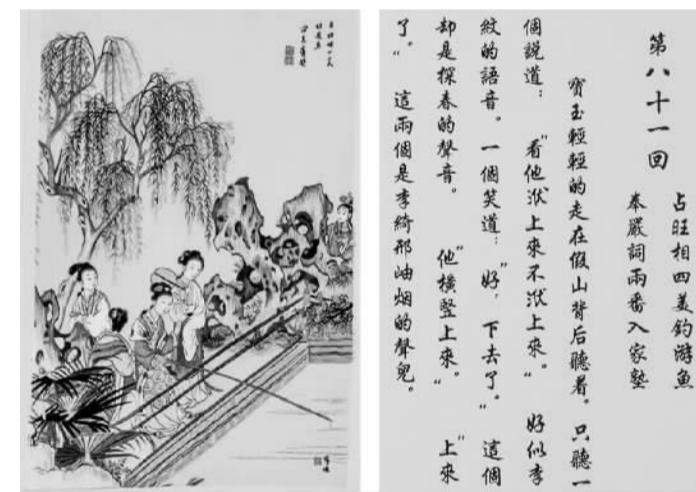 第八十一回
占旺相四美釣游魚
奉嚴詞兩番入家塾
寶玉輕輕的走在假山背后聽着。只聽一
個説道："看他洑上來不洑上來。"好似李
紋的語音。一個笑道："好，下去了。"這個
却是探春的聲音。"他橫竪上來。""上來
了。"這兩個是李綺邢岫烟的聲兒。